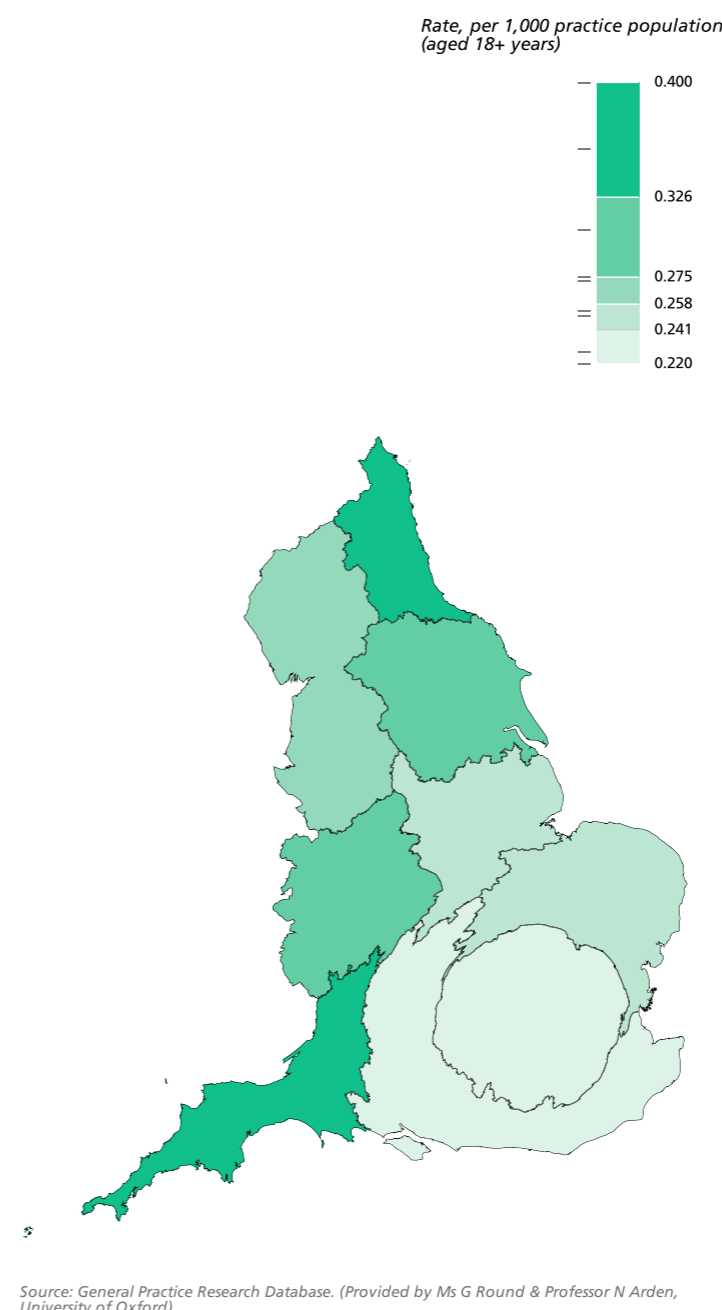 Rate, per 1,000 practice population
(aged 18+ years)
0.400
0.326
0.275
0.258
0.241
0.220
Source: General Practice Research Database. (Provided by Ms G Round & Professor N Arden,
University of Oxford)